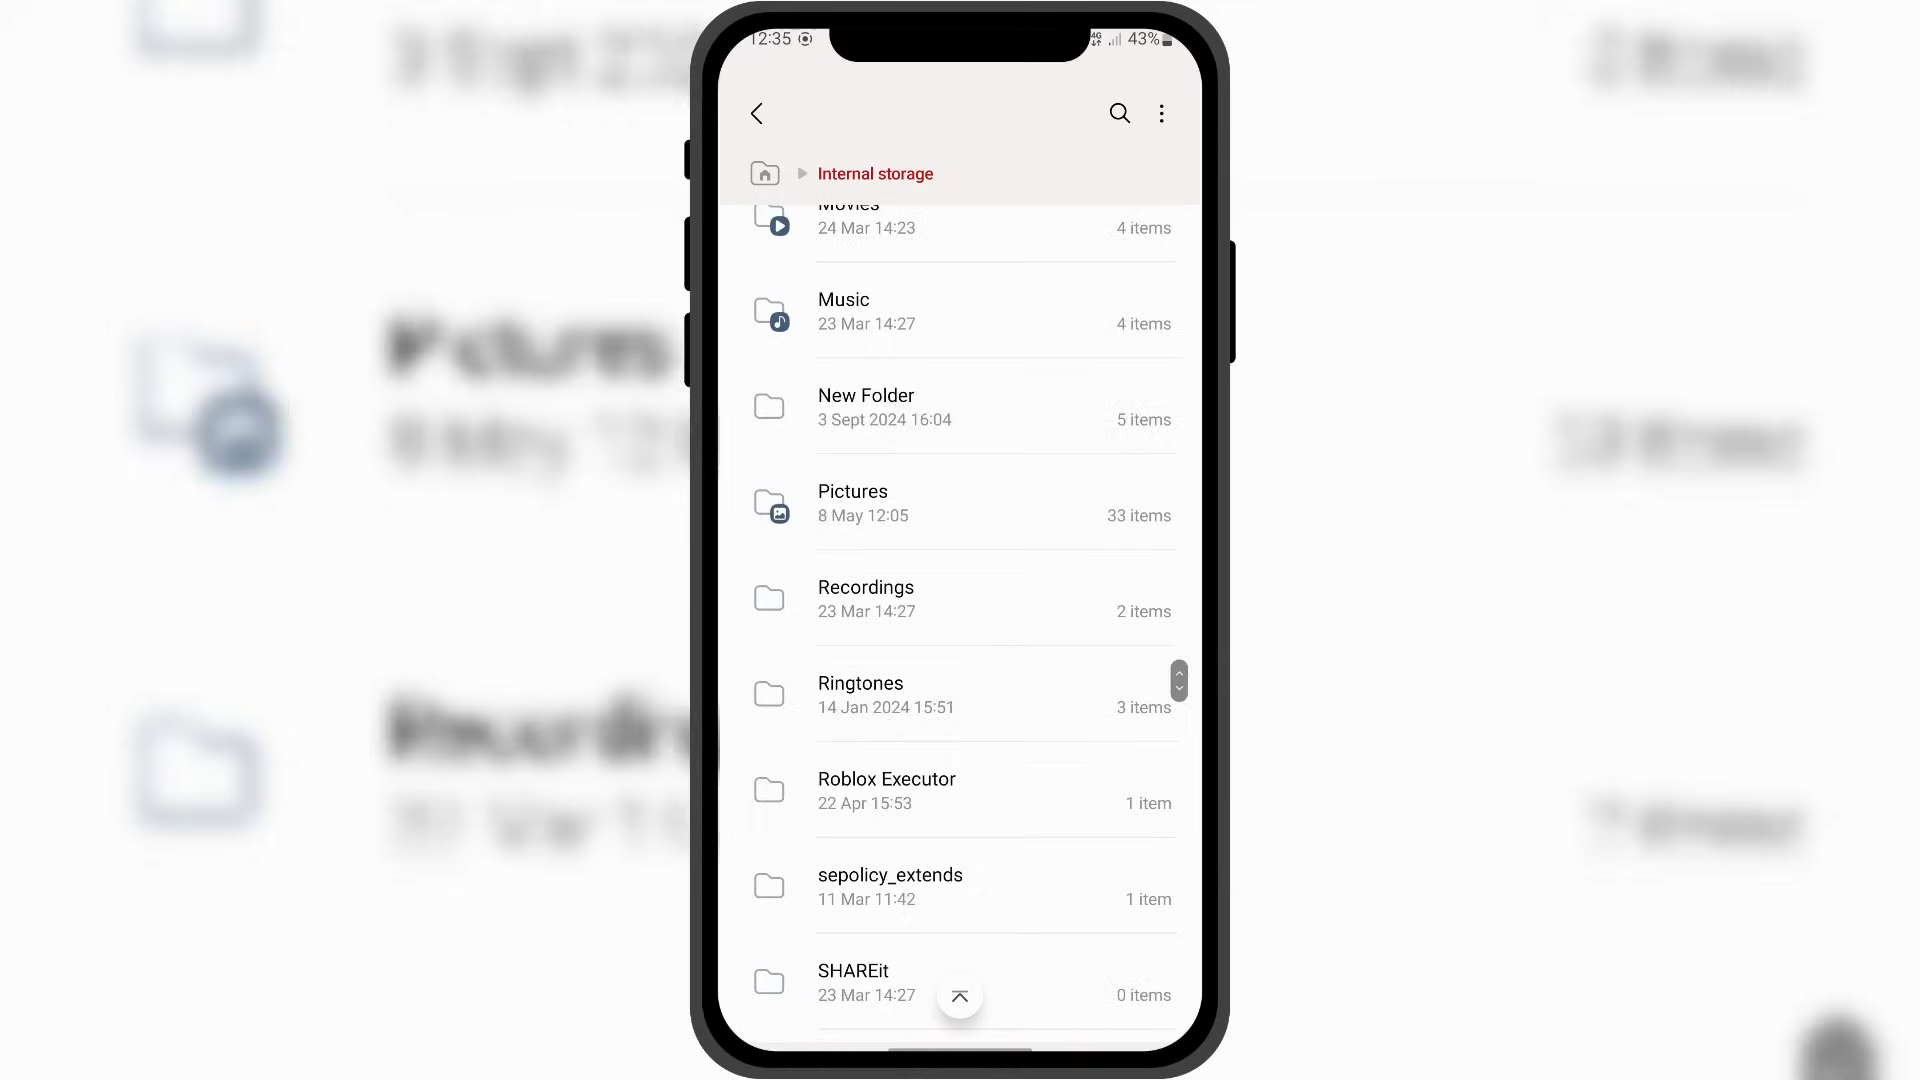 12:35
4G 43%
Internal storage
Movies
24 Mar 14:23 4 items
Music
23 Mar 14:27 4 items
New Folder
3 Sept 2024 16:04 5 items
Pictures
8 May 12:05 33 items
Recordings
23 Mar 14:27 2 items
Ringtones
14 Jan 2024 15:51 3 items
Roblox Executor
22 Apr 15:53 1 item
sepolicy_extends
11 Mar 11:42 1 item
SHAREit
23 Mar 14:27 0 items
Pictures